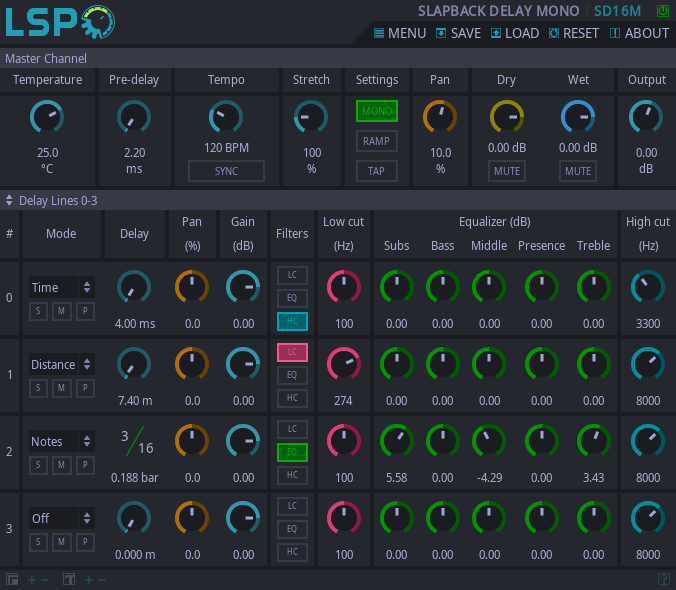 LSP
SLAPBACK DELAY MONO SD16M
MENU SAVE LOAD RESET ABOUT
Master Channel
Temperature Pre-delay Tempo Stretch Settings Pan Dry Wet Output
MONO
RAMP
TAP
25.0 2.20 120 BPM 100 10.0 0.00 dB 0.00 dB 0.00
°C ms SYNC % % MUTE MUTE dB
Delay Lines 0-3
# Mode Delay Pan Gain Filters Low cut Equalizer (dB) High cut
(%) (dB) (Hz) Subs Bass Middle Presence Treble (Hz)
0 Time
LC
EQ
HC
S M P
4.00 ms 0.0 0.00 100 0.00 0.00 0.00 0.00 0.00 3300
1 Distance
LC
EQ
HC
S M P
7.40 m 0.0 0.00 274 0.00 0.00 0.00 0.00 0.00 8000
2 Notes 3/16
LC
EQ
HC
S M P
0.188 bar 0.0 0.00 100 5.58 0.00 -4.29 0.00 3.43 8000
3 Off
LC
EQ
HC
S M P
0.000 m 0.0 0.00 100 0.00 0.00 0.00 0.00 0.00 8000
+ − T + − ?